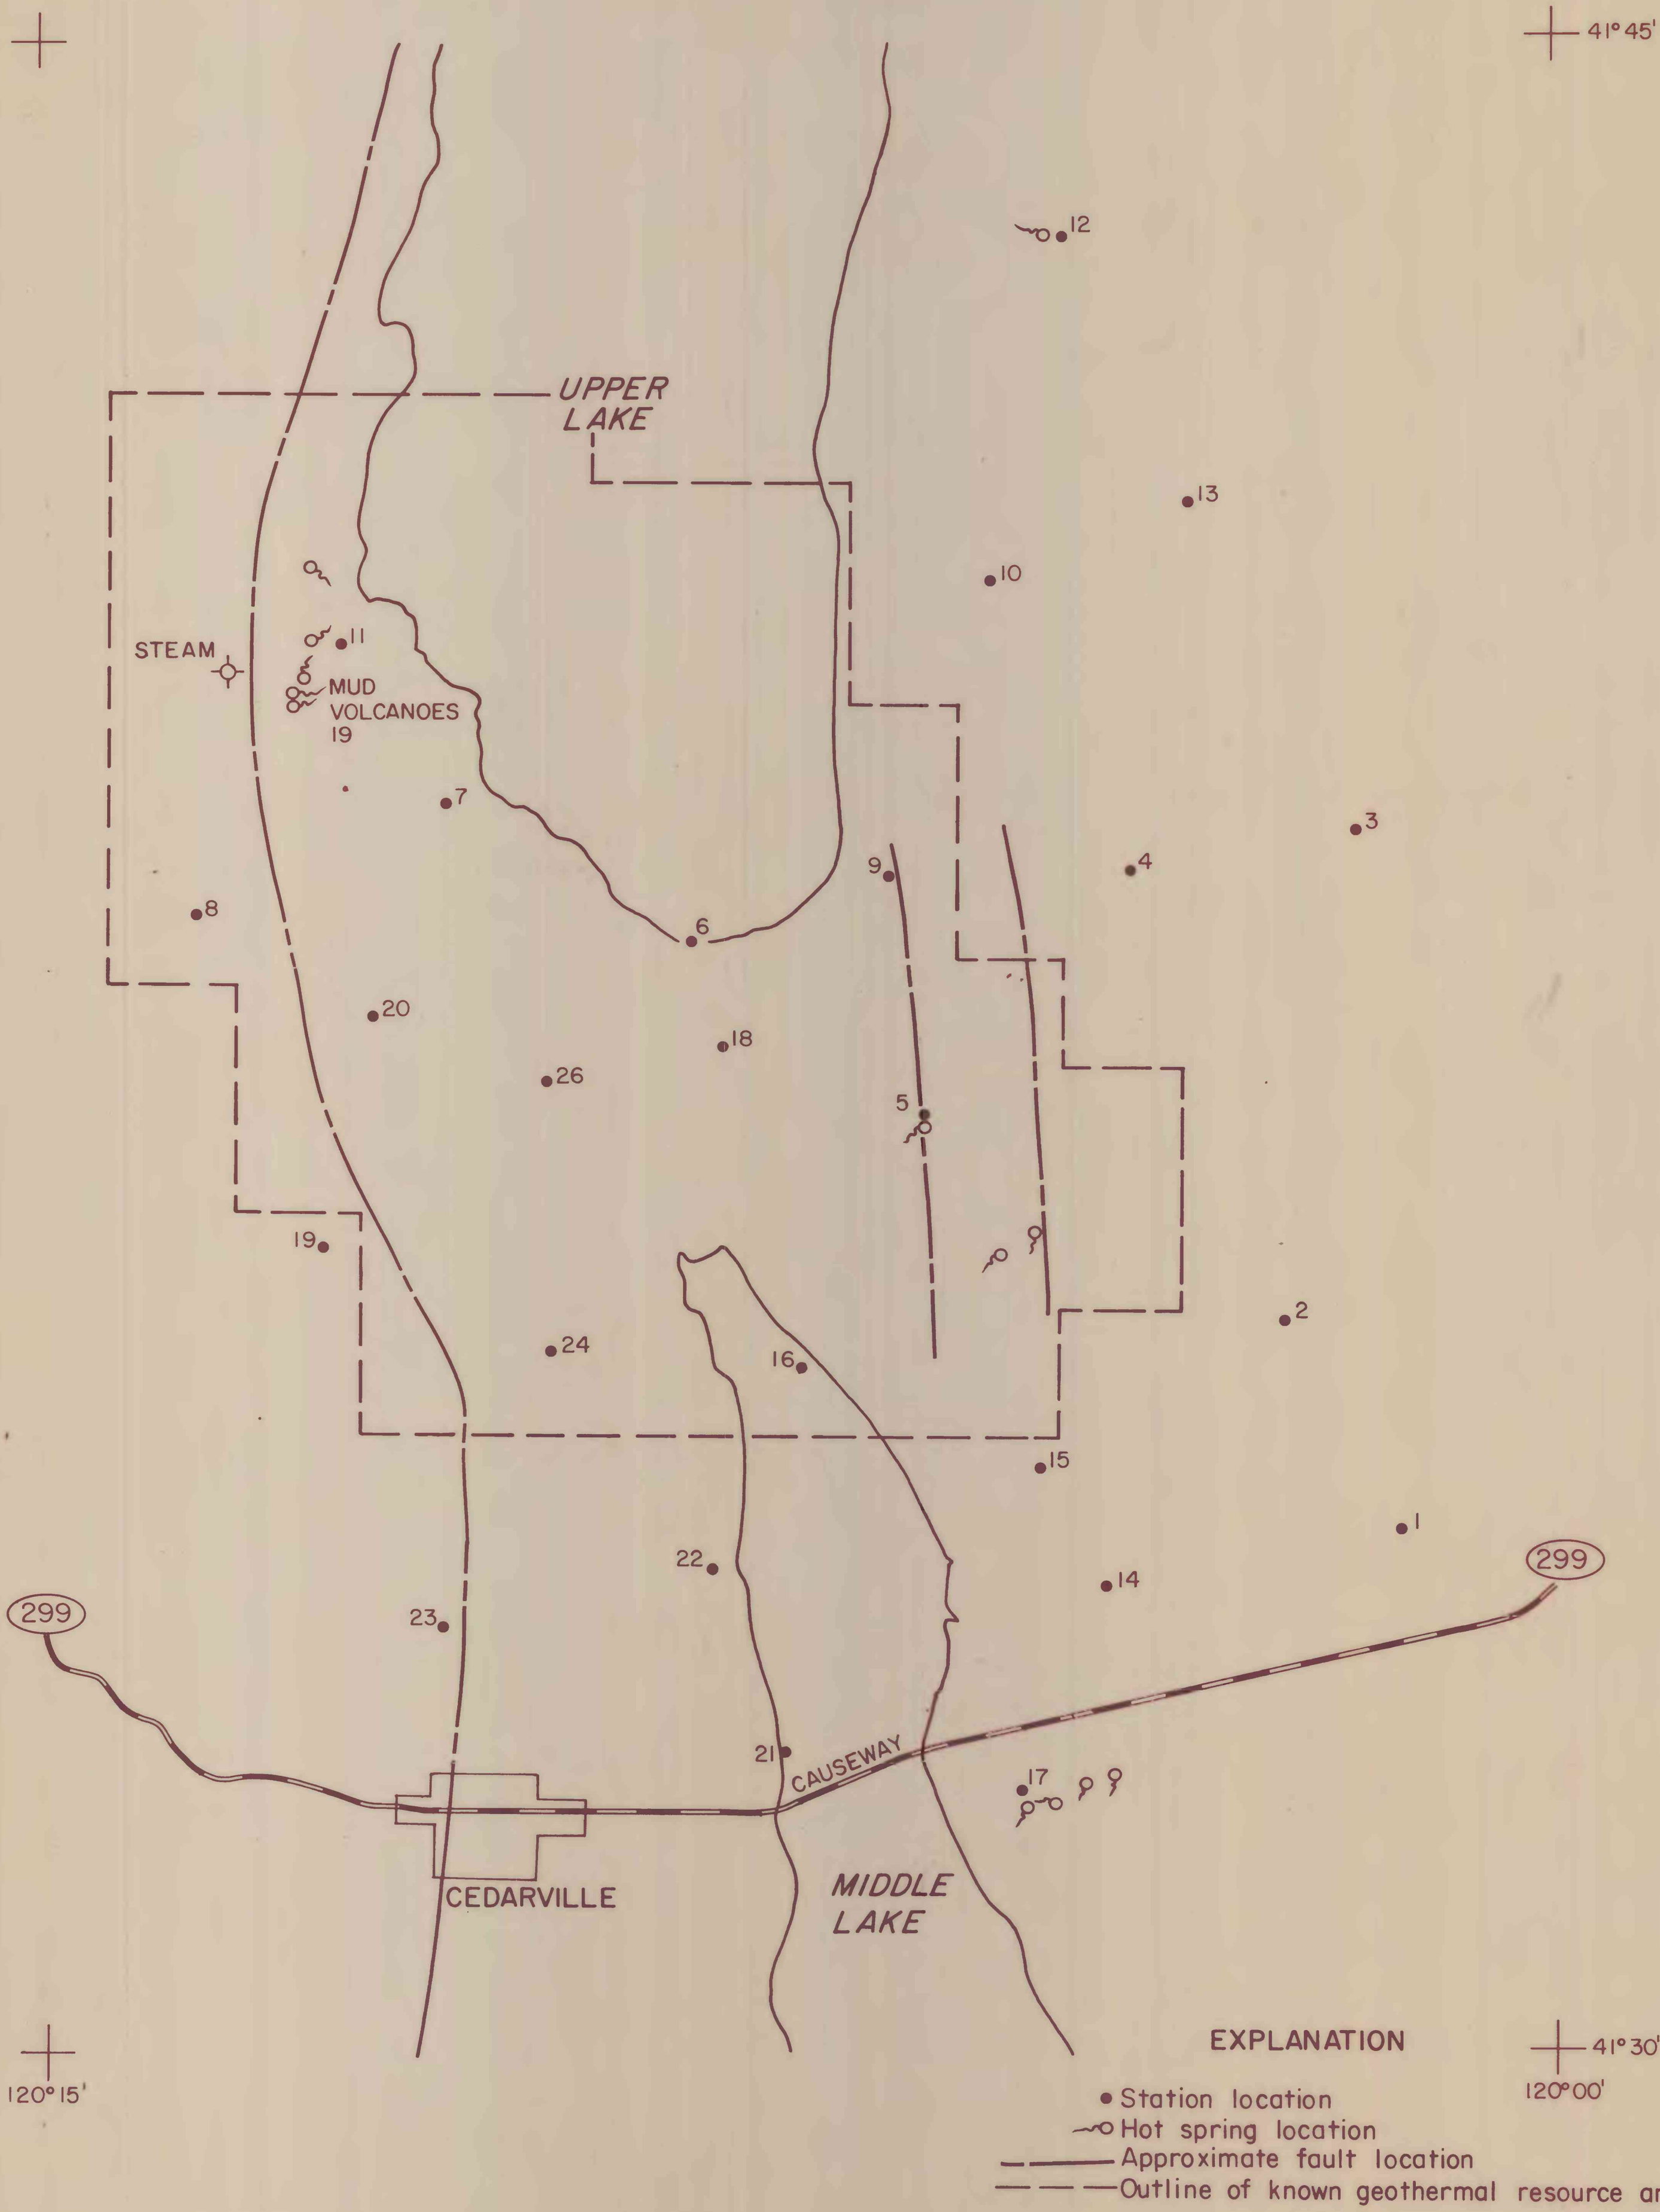 41°45'
12
UPPER
LAKE
13
10
11
STEAM
MUD
VOLCANOES
19
7
3
4
9
8
6
20
18
26
5
19
2
24
16
15
1
22
14
299
299
23
21
CAUSEWAY
17
MIDDLE
LAKE
CEDARVILLE
EXPLANATION
41°30'
120°15'
120°00'
Station location
Hot spring location
Approximate fault location
Outline of known geothermal resource ar